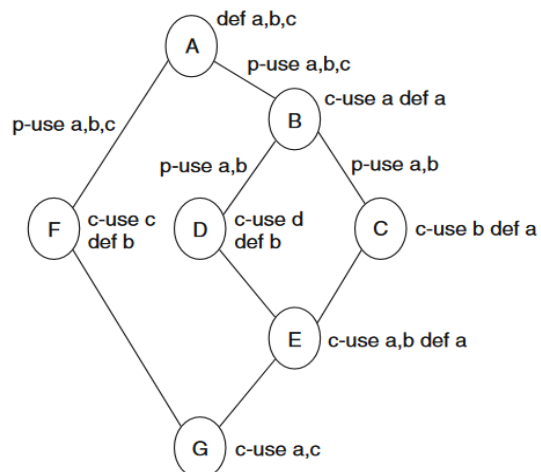 def a,b,c
A
p-use a,b,c
c-use a def a
B
p-use a,b,c
p-use a,b
p-use a,b
F
c-use c
def b
D
c-use d
def b
C
c-use b def a
E
c-use a,b def a
G
c-use a,c